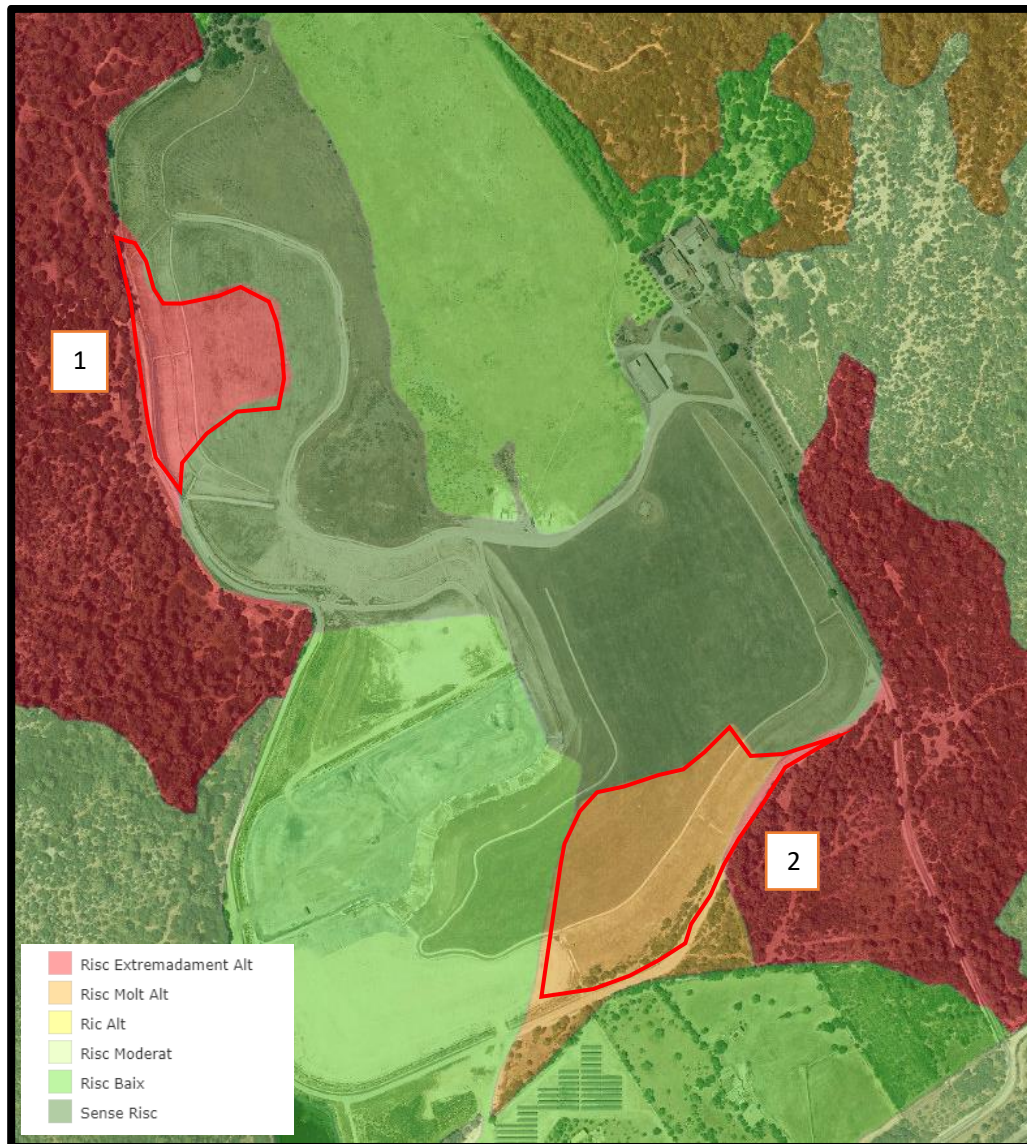 1
2
Risc Extremadament Alt
Risc Molt Alt
Ric Alt
Risc Moderat
Risc Baix
Sense Risc